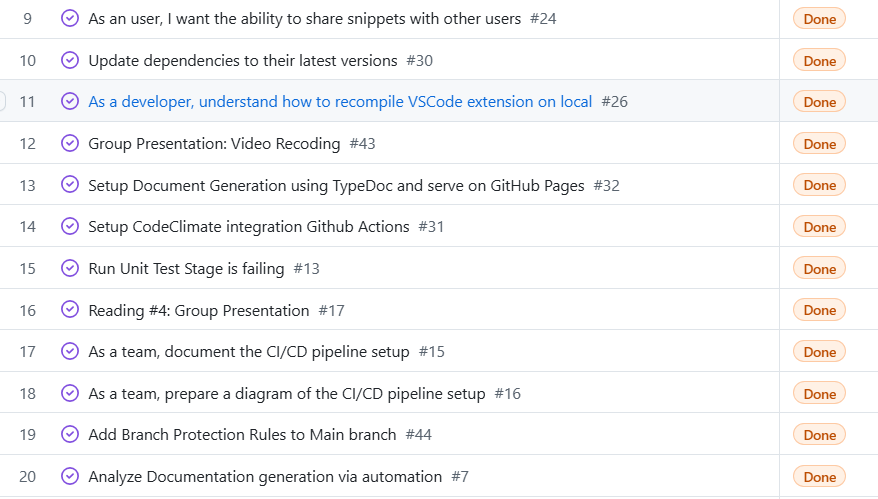 9 As an user, I want the ability to share snippets with other users #24 Done
10 Update dependencies to their latest versions #30 Done
11 As a developer, understand how to recompile VSCode extension on local #26 Done
12 Group Presentation: Video Recoding #43 Done
13 Setup Document Generation using TypeDoc and serve on GitHub Pages #32 Done
14 Setup CodeClimate integration Github Actions #31 Done
15 Run Unit Test Stage is failing #13 Done
16 Reading #4: Group Presentation #17 Done
17 As a team, document the CI/CD pipeline setup #15 Done
18 As a team, prepare a diagram of the CI/CD pipeline setup #16 Done
19 Add Branch Protection Rules to Main branch #44 Done
20 Analyze Documentation generation via automation #7 Done